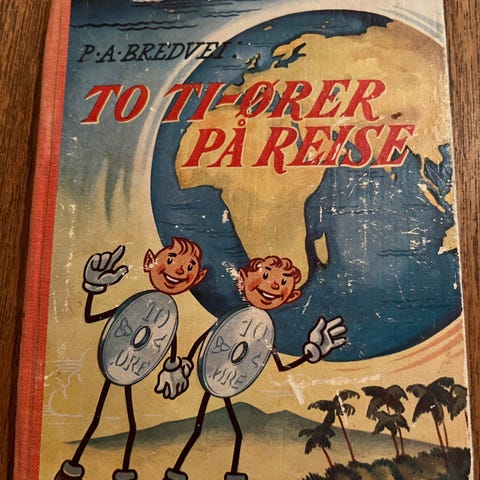 P·A·BREDVEI:
TO TI-ØRER
PÅ REISE
10
ØRE
10
ØRE